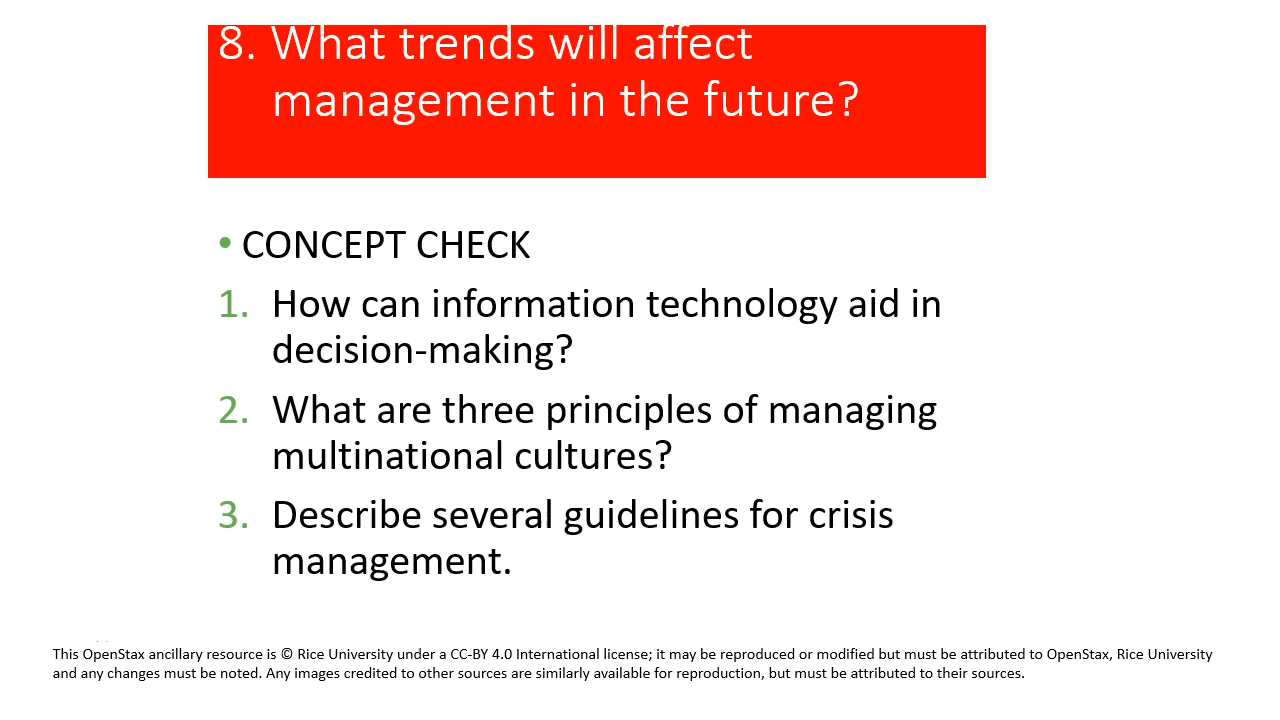 8. What trends will affect
management in the future?
• CONCEPT CHECK
1. How can information technology aid in
decision-making?
2. What are three principles of managing
multinational cultures?
3. Describe several guidelines for crisis
management.
This OpenStax ancillary resource is © Rice University under a CC-BY 4.0 International license; it may be reproduced or modified but must be attributed to OpenStax, Rice University
and any changes must be noted. Any images credited to other sources are similarly available for reproduction, but must be attributed to their sources.